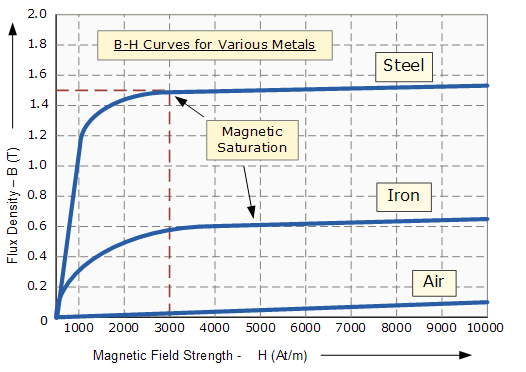 2.0
B-H Curves for Various Metals
1.8
Steel
1.6
1.4
Magnetic
Saturation
1.2
1.0
Iron
0.8
0.6
0.4
Air
0.2
0
Flux Density – B (T)
1000 2000 3000 4000 5000 6000 7000 8000 9000 10000
Magnetic Field Strength - H (At/m)